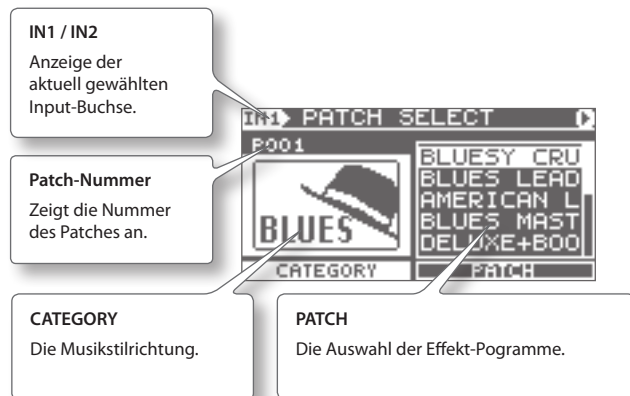 IN1 / IN2
Anzeige der
aktuell gewählten
Input-Buchse.
IN1 PATCH SELECT
P001
BLUESY CRU
BLUES LEAD
AMERICAN L
BLUES MAST
DELUXE+BOO
BLUES
CATEGORY
PATCH
Patch-Nummer
Zeigt die Nummer
des Patches an.
CATEGORY
Die Musikstilrichtung.
PATCH
Die Auswahl der Effekt-Pogramme.